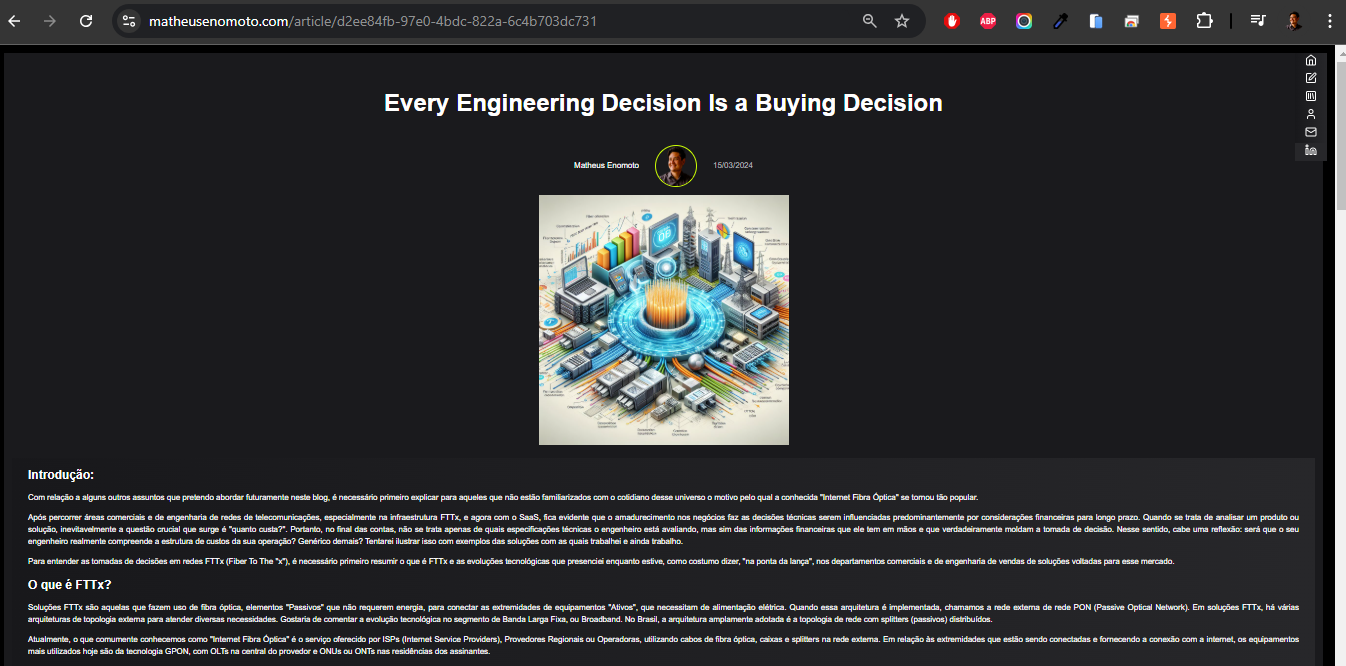 matheusenomoto.com/article/d2ee84fb-97e0-4bdc-822a-6c4b703dc731
ABP
Every Engineering Decision Is a Buying Decision
Matheus Enomoto
15/03/2024
Introdução:
Com relação a alguns outros assuntos que pretendo abordar futuramente neste blog, é necessário primeiro explicar para aqueles que não estão familiarizados com o cotidiano desse universo o motivo pelo qual a conhecida "Internet Fibra Óptica" se tornou tão popular.
Após percorrer áreas comerciais e de engenharia de redes de telecomunicações, especialmente na infraestrutura FTTX, e agora com o SaaS, fica evidente que o amadurecimento nos negócios faz as decisões técnicas serem influenciadas predominantemente por considerações financeiras para longo prazo. Quando se trata de analisar um produto ou
solução, inevitavelmente a questão crucial que surge é "quanto custa?". Portanto, no final das contas, não se trata apenas de quais especificações técnicas o engenheiro está avaliando, mas sim das informações financeiras que ele tem em mãos e que verdadeiramente moldam a tomada de decisão. Nesse sentido, cabe uma reflexão: será que o seu
engenheiro realmente compreende a estrutura de custos da sua operação? Genérico demais? Tentarei ilustrar isso com exemplos das soluções com as quais trabalhei e ainda trabalho.
Para entender as tomadas de decisões em redes FTTx (Fiber To The "x"), é necessário primeiro resumir o que é FTTx e as evoluções tecnológicas que presenciei enquanto estive, como costumo dizer, "na ponta da lança", nos departamentos comerciais e de engenharia de vendas de soluções voltadas para esse mercado.
O que é FTTx?
Soluções FTTx são aquelas que fazem uso de fibra óptica, elementos "Passivos" que não requerem energia, para conectar as extremidades de equipamentos "Ativos", que necessitam de alimentação elétrica. Quando essa arquitetura é implementada, chamamos a rede externa de rede PON (Passive Optical Network). Em soluções FTTx, há várias
arquiteturas de topologia externa para atender diversas necessidades. Gostaria de comentar a evolução tecnológica no segmento de Banda Larga Fixa, ou Broadband. No Brasil, a arquitetura amplamente adotada é a topologia de rede com splitters (passivos) distribuídos.
Atualmente, o que comumente conhecemos como "Internet Fibra Óptica" é o serviço oferecido por ISPs (Internet Service Providers), Provedores Regionais ou Operadoras, utilizando cabos de fibra óptica, caixas e splitters na rede externa. Em relação às extremidades que estão sendo conectadas e fornecendo a conexão com a internet, os equipamentos
mais utilizados hoje são da tecnologia GPON, com OLTs na central do provedor e ONUs ou ONTs nas residências dos assinantes.